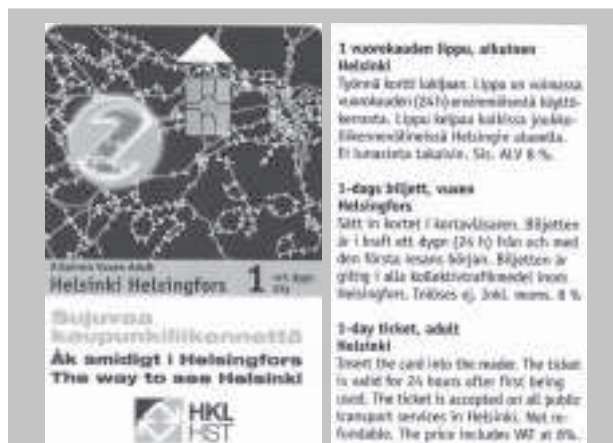 Aikuinen Vuxen Adult
Helsinki Helsingfors 1 vrk dygn day
Sujuvaa
kaupunkiliikennettä
Åk smidigt i Helsingfors
The way to see Helsinki
HKL
HST
1 vuorokauden lippu, aikuinen
Helsinki
Työnnä kortti lukijaan. Lippu on voimassa
vuorokauden (24 h) ensimmäisestä käyttö-
kerrasta. Lippu kelpaa kaikissa joukko-
liikennevälineissä Helsingin alueella.
Ei lunasteta takaisin. Sis. ALV 8 %.
1-dags biljett, vuxen
Helsingfors
Sätt in kortet i kortavläsaren. Biljetten
är i kraft ett dygn (24 h) från och med
den första resans början. Biljetten är
giltig i alla kollektivtrafikmedel inom
Helsingfors. Inlöses ej. Inkl. moms. 8 %
1-day ticket, adult
Helsinki
Insert the card into the reader. The ticket
is valid for 24 hours after first being
used. The ticket is accepted on all public
transport services in Helsinki. Not re-
fundable. The price includes VAT at 8%.